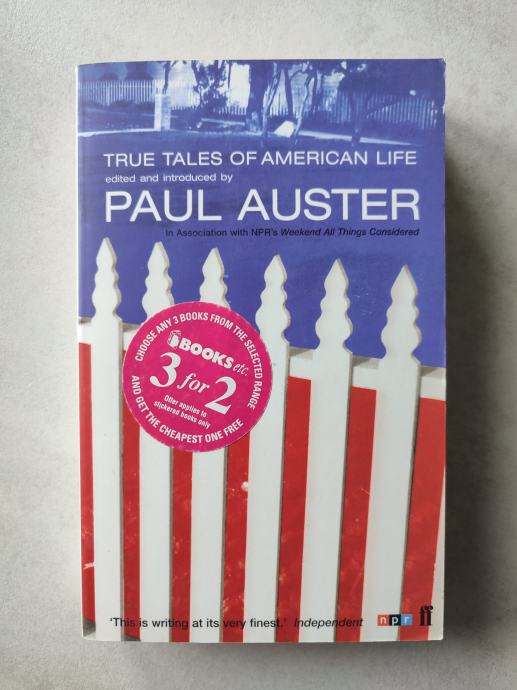 TRUE TALES OF AMERICAN LIFE
edited and introduced by
PAUL AUSTER
In Association with NPR's Weekend All Things Considered
CHOOSE ANY 3 BOOKS FROM THE SELECTED RANGE
BOOKS etc.
3 for 2
Offer applies to
stickered books only
AND GET THE CHEAPEST ONE FREE
'This is writing at its very finest.' Independent
npr ff